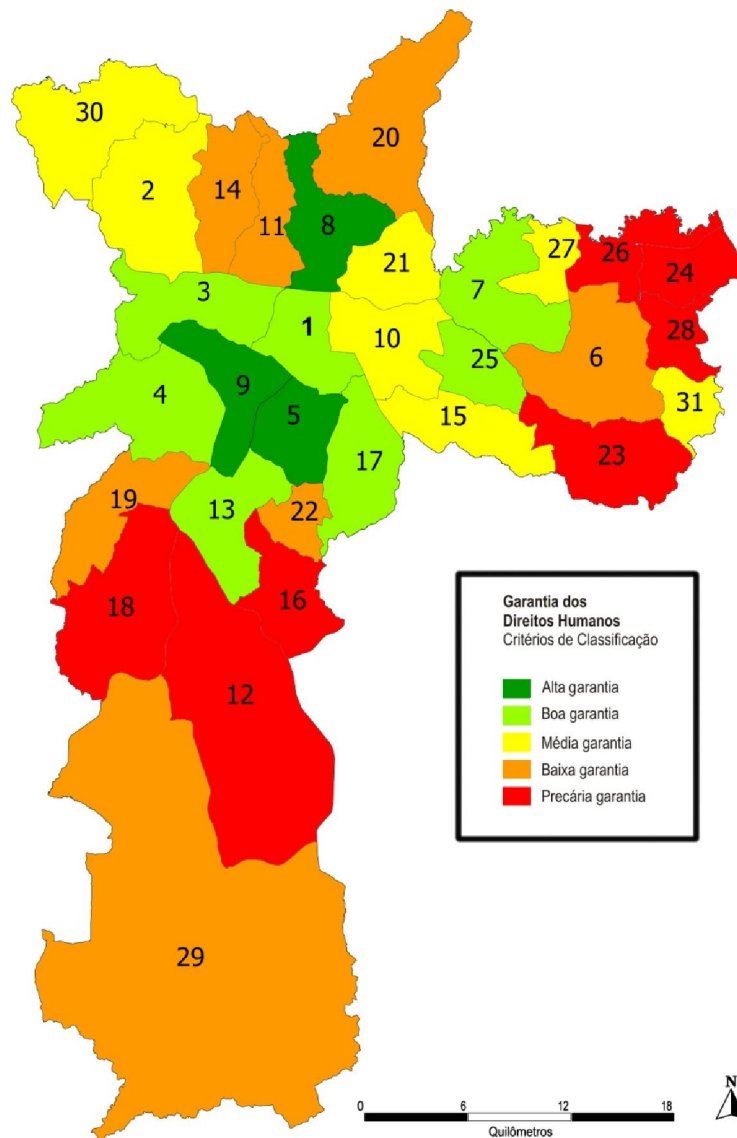 30
20
2
14
11
8
27
26
24
21
3
7
1
28
10
25
6
9
4
31
5
15
17
23
19
13
22
18
16
12
29
Garantia dos
Direitos Humanos
Critérios de Classificação
Alta garantia
Boa garantia
Média garantia
Baixa garantia
Precária garantia
N
0 6 12 18
Quilômetros